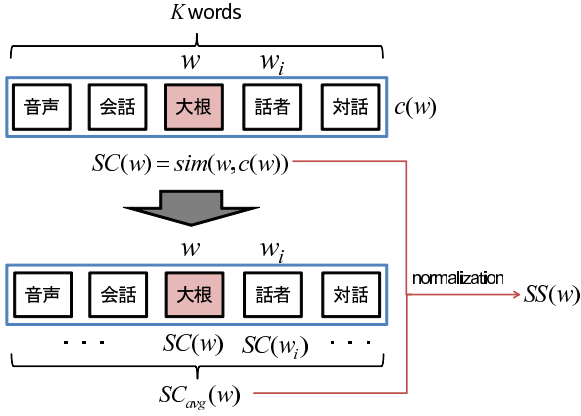 K words
w w_i
音声 会話 大根 話者 対話 c(w)
SC(w) = sim(w, c(w))
w w_i
音声 会話 大根 話者 対話
normalization SS(w)
· · · SC(w) SC(w_i) · · ·
SC_avg(w)